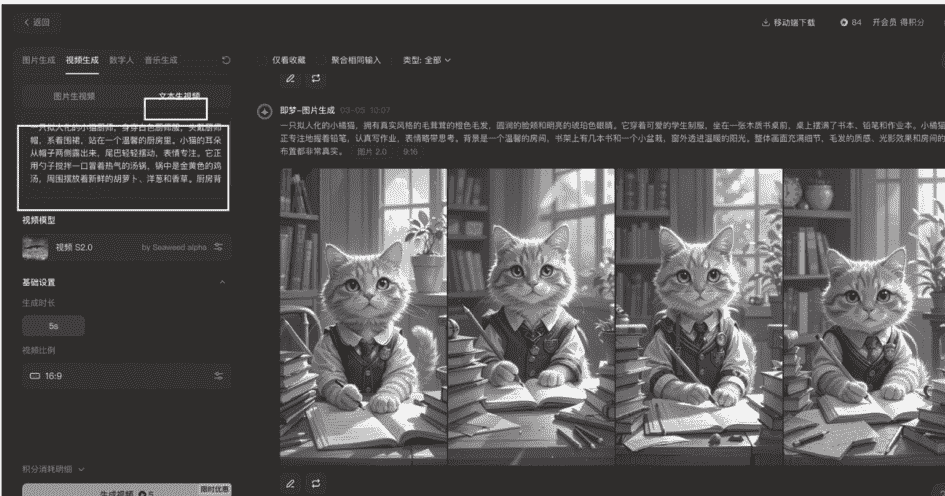 返回
移动端下载
84
开会员 得积分
图片生成 视频生成 数字人 音乐生成
仅看收藏
聚合相同输入
类型: 全部
图片生视频
文本生视频
即梦-图片生成 03-05 10:07
一只拟人化的小橘猫，拥有真实风格的毛茸茸的橙色毛发，圆润的脸颊和明亮的琥珀色眼睛。它穿着可爱的学生制服，坐在一张木质书桌前，桌上摆满了书本、铅笔和作业本。小橘猫
正专注地握着铅笔，认真写作业，表情略带思考。背景是一个温馨的房间，书架上有几本书和一个小盆栽，窗外透进温暖的阳光。整体画面充满细节，毛发的质感、光影效果和房间的
布置都非常真实。 图片 2.0 9:16
一只拟人化的小猫厨师，身穿白色厨师服，头戴厨师
帽，系着围裙，站在一个温馨的厨房里。小猫的耳朵
从帽子两侧露出来，尾巴轻轻摆动，表情专注。它正
用勺子搅拌一口冒着热气的汤锅，锅中是金黄色的鸡
汤，周围摆放着新鲜的胡萝卜、洋葱和香草。厨房背
视频模型
视频 S2.0
by Seaweed alpha
基础设置
生成时长
5s
视频比例
16:9
积分消耗明细
限时优惠
生成视频 5